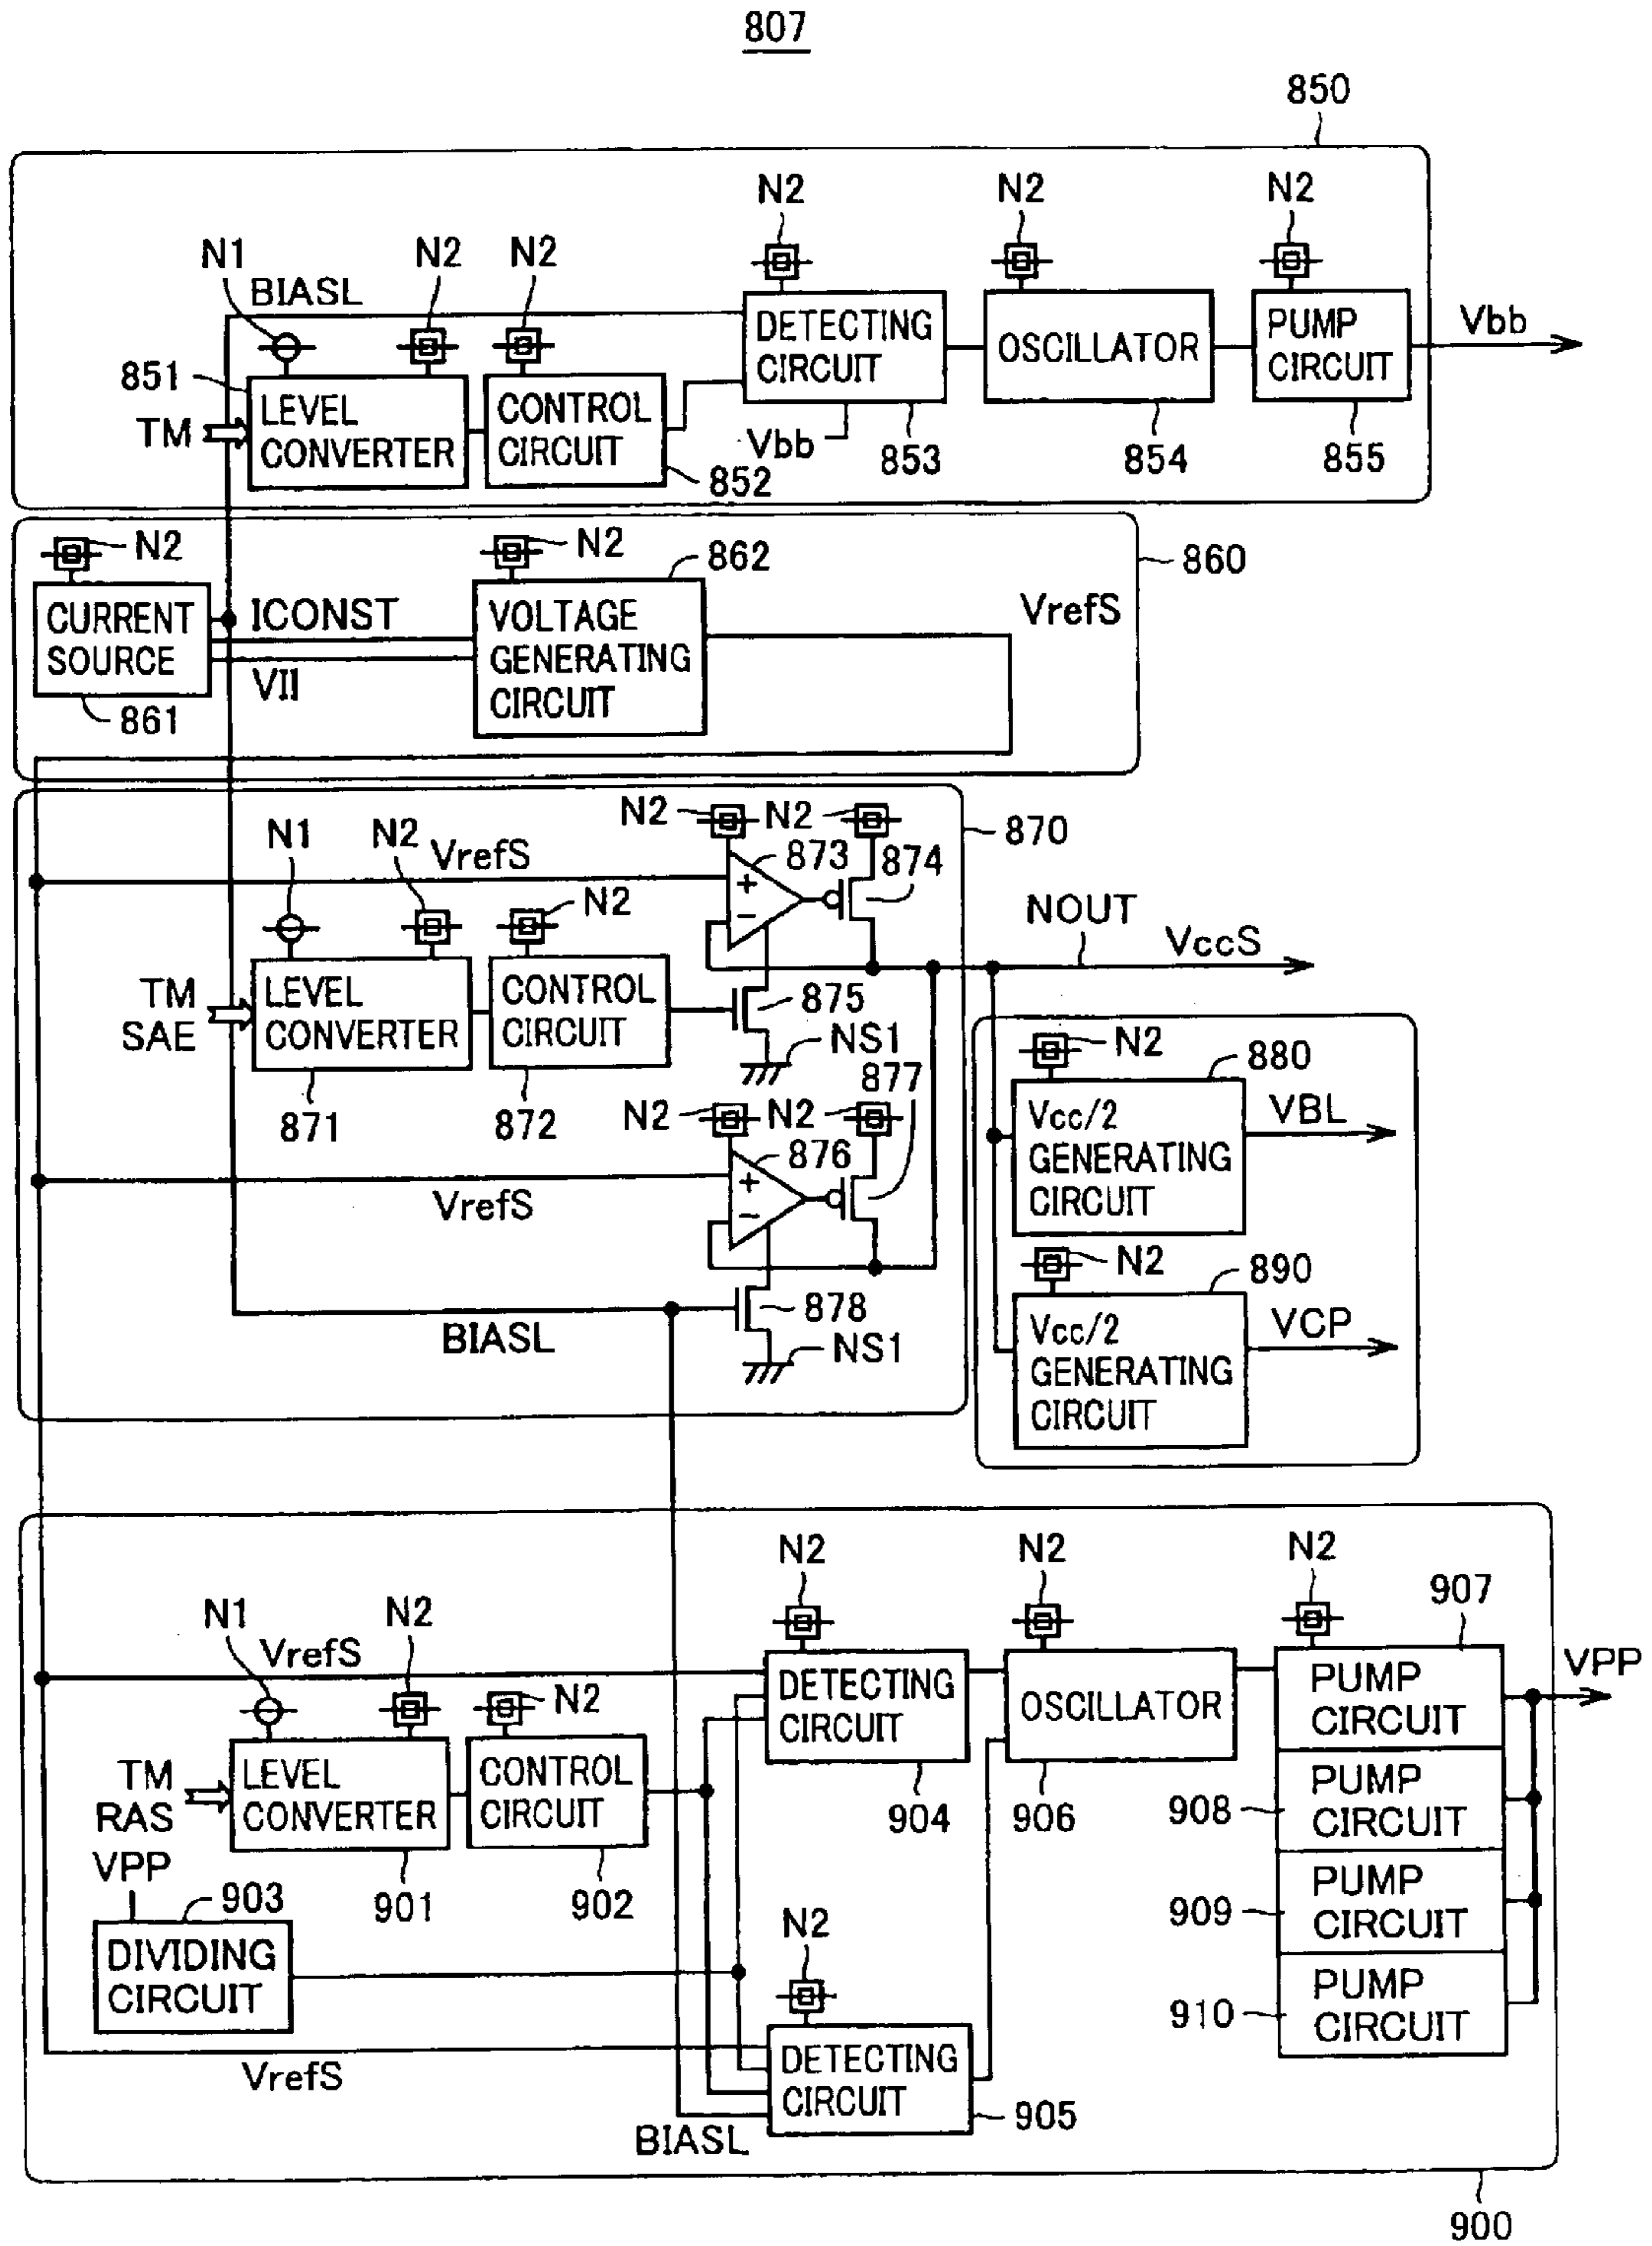 807
850
N2
N2
N2
N1
BIASL
N2
N2
DETECTING
CIRCUIT
OSCILLATOR
PUMP
CIRCUIT
Vbb
851
TM
LEVEL
CONVERTER
CONTROL
CIRCUIT
Vbb
852
853
854
855
N2
N2
862
860
CURRENT
SOURCE
ICONST
VII
VOLTAGE
GENERATING
CIRCUIT
VrefS
861
N2
N2
870
N1
N2
VrefS
873
874
+
−
N2
NOUT
VccS
TM
SAE
LEVEL
CONVERTER
CONTROL
CIRCUIT
875
NS1
877
871
872
N2
880
Vcc/2
GENERATING
CIRCUIT
VBL
N2
N2
876
+
−
VrefS
N2
890
Vcc/2
GENERATING
CIRCUIT
VCP
878
BIASL
NS1
N2
N2
N2
907
N1
N2
VrefS
N2
DETECTING
CIRCUIT
OSCILLATOR
PUMP
CIRCUIT
VPP
TM
RAS
LEVEL
CONVERTER
CONTROL
CIRCUIT
904
906
908
PUMP
CIRCUIT
VPP
903
901
902
909
PUMP
CIRCUIT
DIVIDING
CIRCUIT
N2
910
PUMP
CIRCUIT
VrefS
DETECTING
CIRCUIT
905
BIASL
900